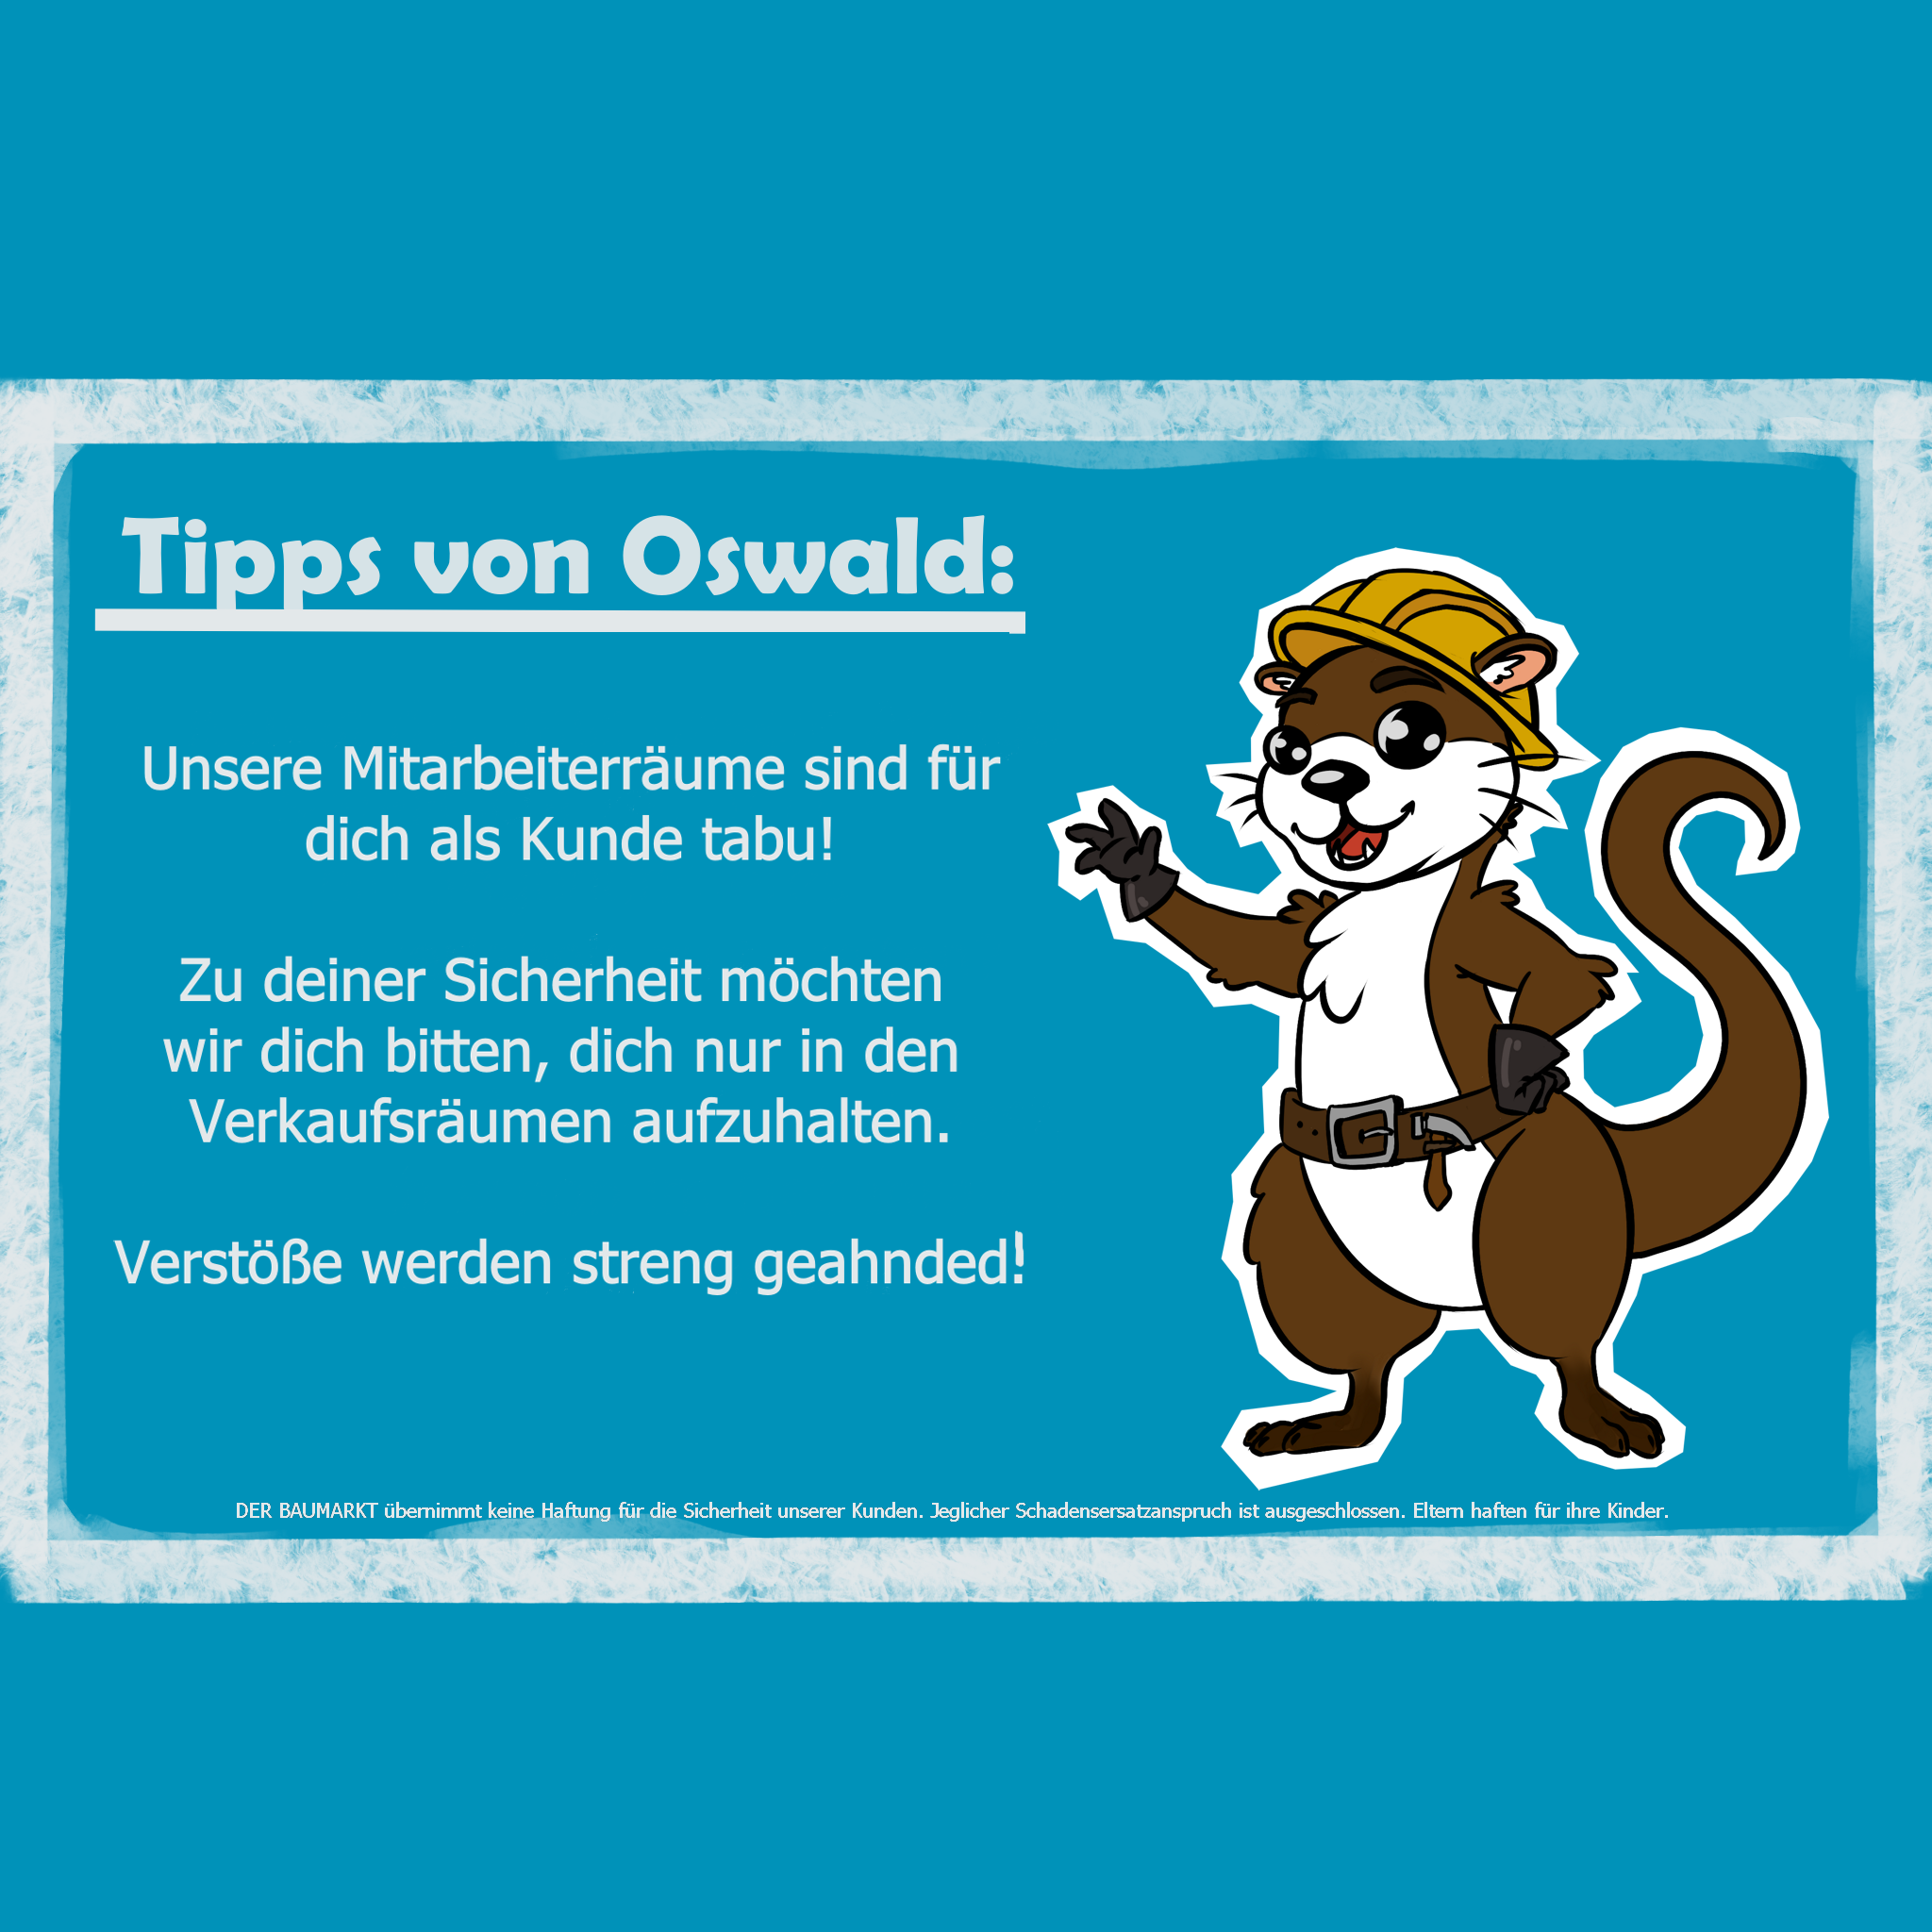 Tipps von Oswald:
Unsere Mitarbeiterräume sind für
dich als Kunde tabu!
Zu deiner Sicherheit möchten
wir dich bitten, dich nur in den
Verkaufsräumen aufzuhalten.
Verstöße werden streng geahnded!
DER BAUMARKT übernimmt keine Haftung für die Sicherheit unserer Kunden. Jeglicher Schadensersatzanspruch ist ausgeschlossen. Eltern haften für ihre Kinder.